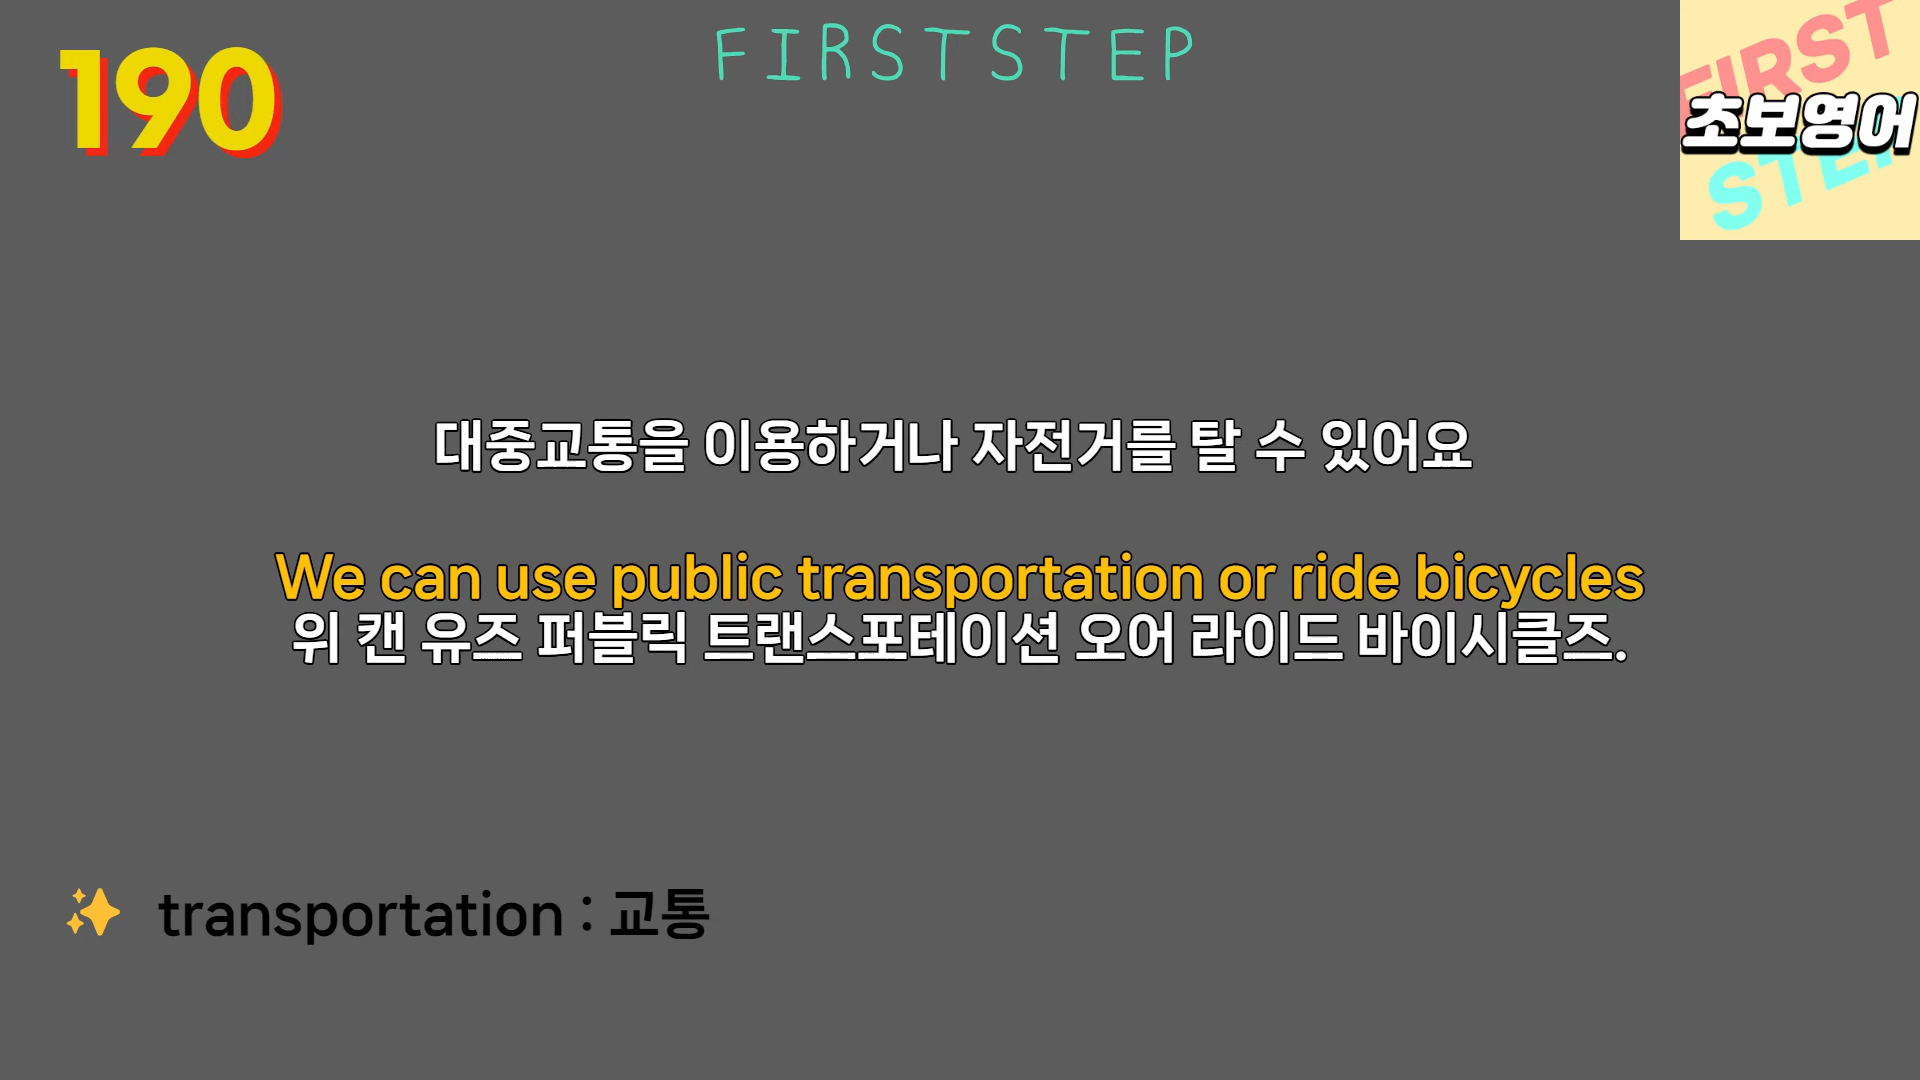 190
FIRSTSTEP
FIRST
초보영어
STEP
대중교통을 이용하거나 자전거를 탈 수 있어요
We can use public transportation or ride bicycles
위 캔 유즈 퍼블릭 트랜스포테이션 오어 라이드 바이시클즈.
transportation : 교통